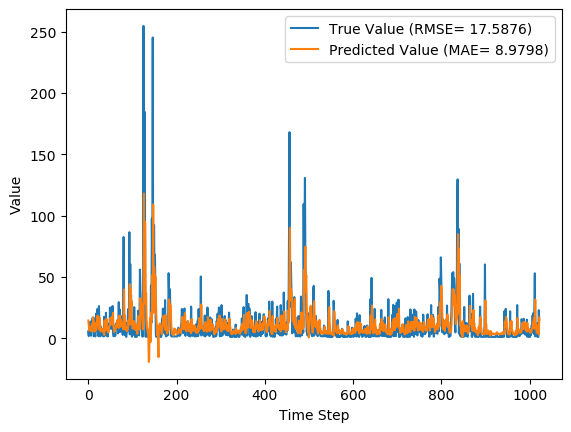 True Value (RMSE= 17.5876)
Predicted Value (MAE= 8.9798)
250
200
150
100
50
0
Value
0 200 400 600 800 1000
Time Step